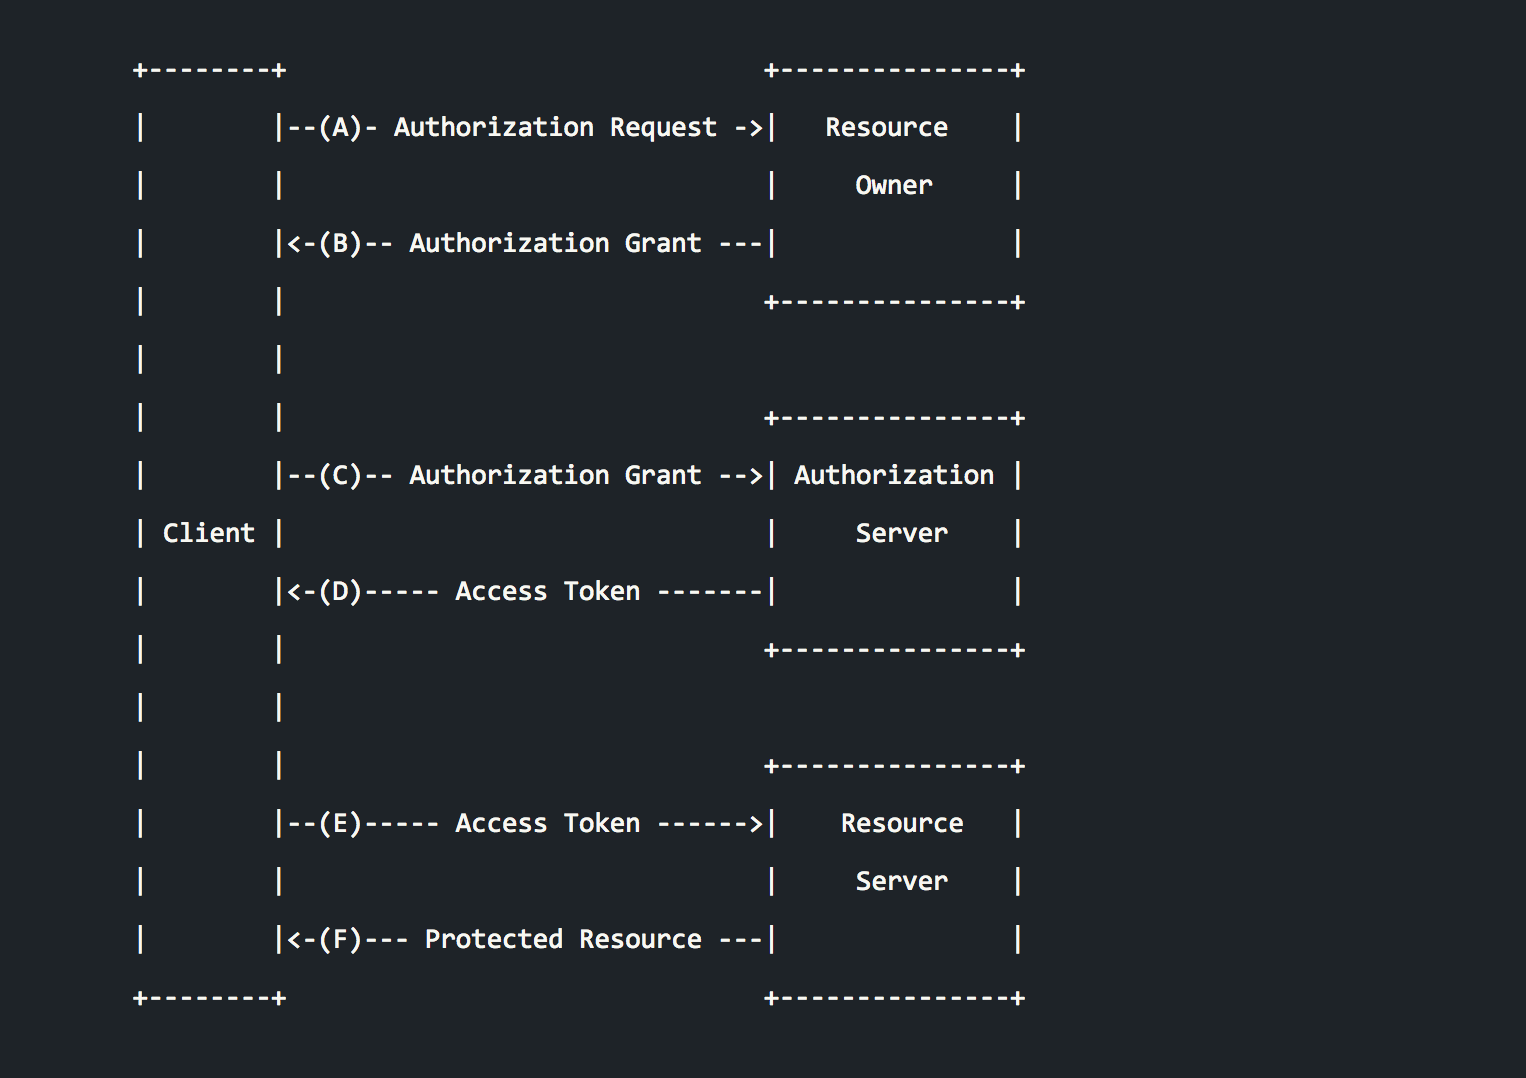 +--------+                               +---------------+
|        |--(A)- Authorization Request ->|   Resource    |
|        |                               |     Owner     |
|        |<-(B)-- Authorization Grant ---|               |
|        |                               +---------------+
|        |
|        |                               +---------------+
|        |--(C)-- Authorization Grant -->| Authorization |
| Client |                               |     Server    |
|        |<-(D)----- Access Token -------|               |
|        |                               +---------------+
|        |
|        |                               +---------------+
|        |--(E)----- Access Token ------>|    Resource   |
|        |                               |     Server    |
|        |<-(F)--- Protected Resource ---|               |
+--------+                               +---------------+